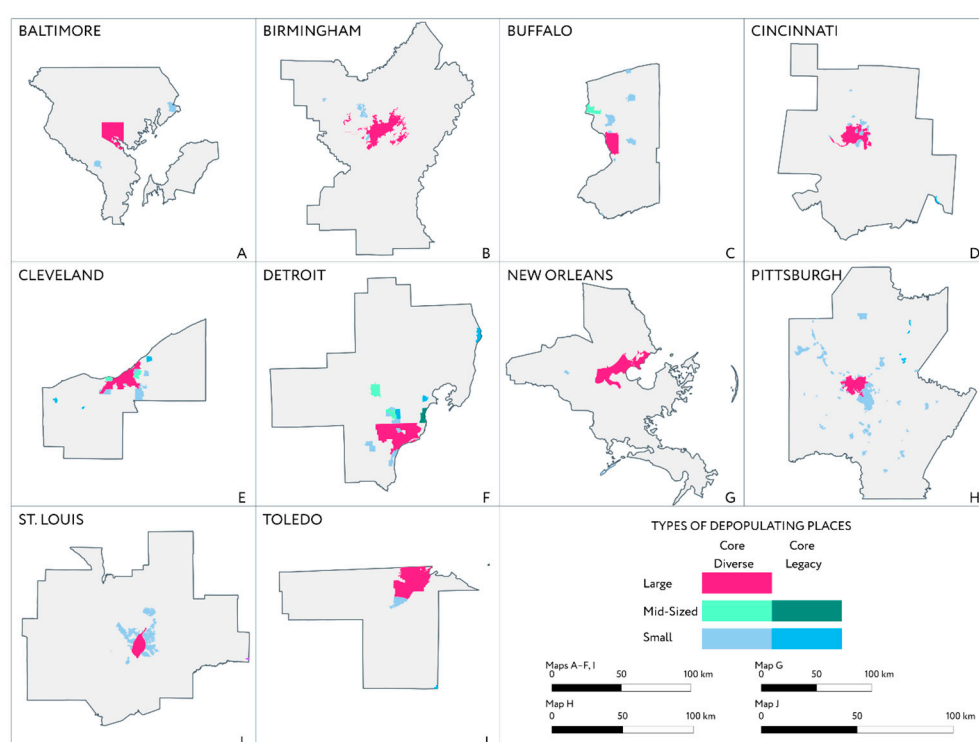 BALTIMORE
A
BIRMINGHAM
B
BUFFALO
C
CINCINNATI
D
CLEVELAND
E
DETROIT
F
NEW ORLEANS
G
PITTSBURGH
H
ST. LOUIS
TOLEDO
TYPES OF DEPOPULATING PLACES
Core Core
Diverse Legacy
Large
Mid-Sized
Small
Maps A–F, I
0 50 100 km
Map G
0 50 100 km
Map H
0 50 100 km
Map J
0 50 100 km